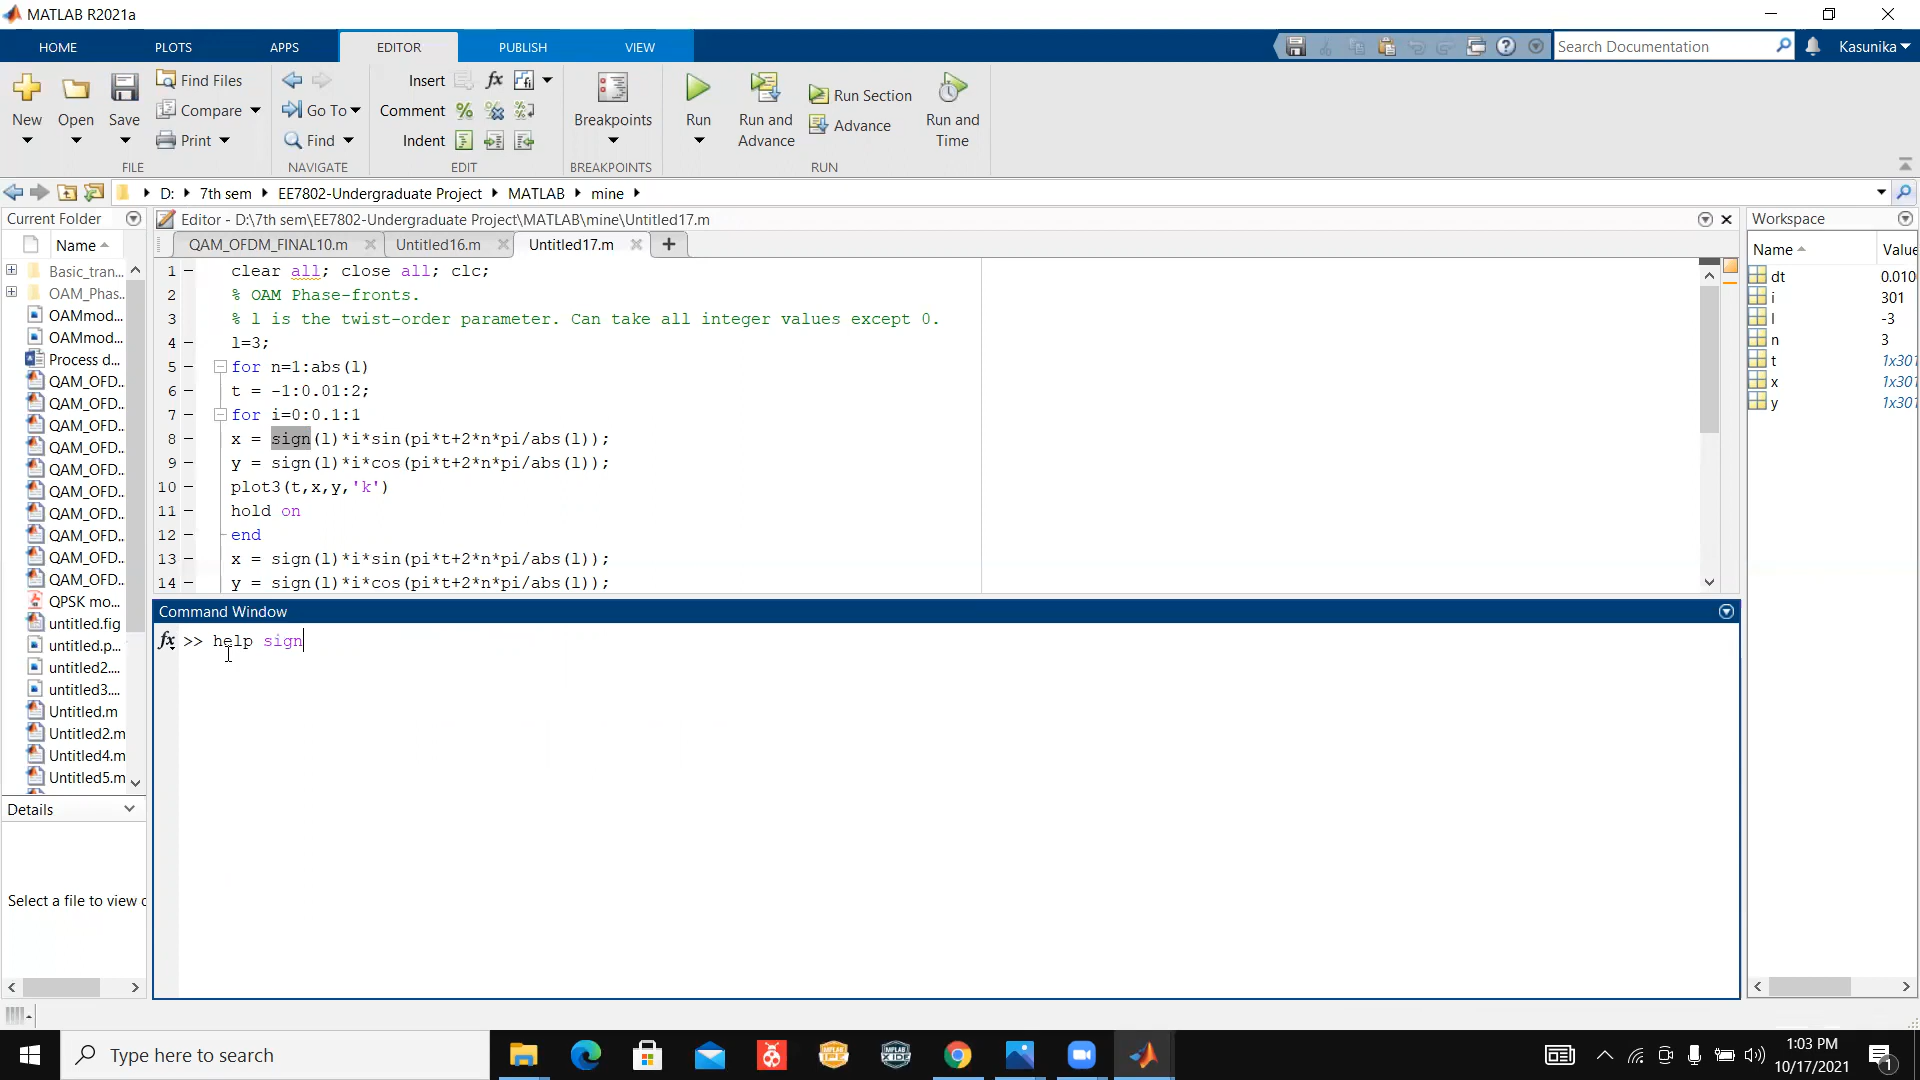 MATLAB R2021a
HOME PLOTS APPS EDITOR PUBLISH VIEW
Search Documentation
Kasunika
New
Open
Save
Find Files
Compare
Print
FILE
Go To
Find
NAVIGATE
Insert
Comment
Indent
EDIT
Breakpoints
BREAKPOINTS
Run
Run and Advance
Run Section
Advance
Run and Time
RUN
D: 7th sem EE7802-Undergraduate Project MATLAB mine
Current Folder
Name
Basic_tran...
OAM_Phas...
OAMmod...
OAMmod...
Process d...
QAM_OFD...
QAM_OFD...
QAM_OFD...
QAM_OFD...
QAM_OFD...
QAM_OFD...
QAM_OFD...
QAM_OFD...
QAM_OFD...
QAM_OFD...
QPSK mo...
untitled.fig
untitled.p...
untitled2....
untitled3....
Untitled.m
Untitled2.m
Untitled4.m
Untitled5.m
Details
Select a file to view
Editor - D:\7th sem\EE7802-Undergraduate Project\MATLAB\mine\Untitled17.m
QAM_OFDM_FINAL10.m Untitled16.m Untitled17.m
1 clear all; close all; clc;
2 % OAM Phase-fronts.
3 % l is the twist-order parameter. Can take all integer values except 0.
4 l=3;
5 for n=1:abs(l)
6 t = -1:0.01:2;
7 for i=0:0.1:1
8 x = sign(l)*i*sin(pi*t+2*n*pi/abs(l));
9 y = sign(l)*i*cos(pi*t+2*n*pi/abs(l));
10 plot3(t,x,y,'k')
11 hold on
12 end
13 x = sign(l)*i*sin(pi*t+2*n*pi/abs(l));
14 y = sign(l)*i*cos(pi*t+2*n*pi/abs(l));
Command Window
fx >> help sign
Workspace
Name Value
dt 0.010
i 301
l -3
n 3
t 1x301
x 1x301
y 1x301
Type here to search
1:03 PM
10/17/2021
1